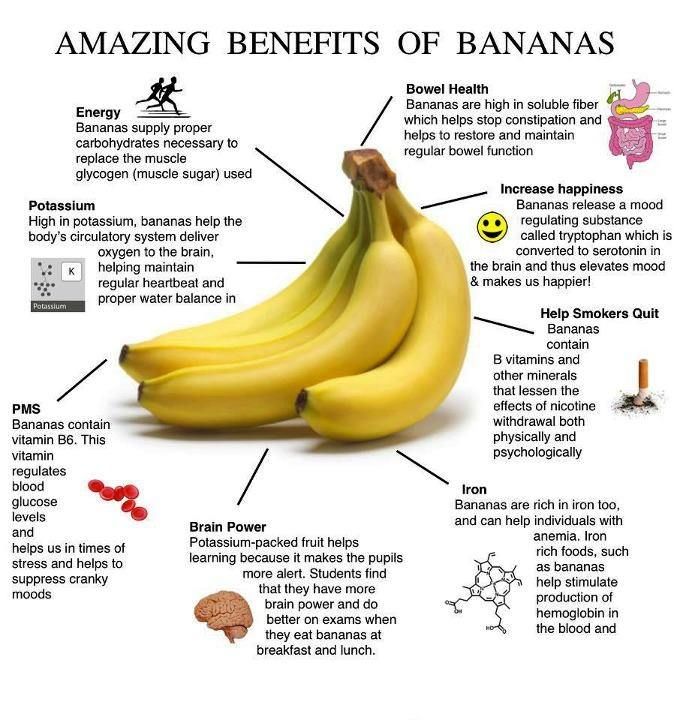 AMAZING BENEFITS OF BANANAS
Energy
Bananas supply proper
carbohydrates necessary to
replace the muscle
glycogen (muscle sugar) used
Bowel Health
Bananas are high in soluble fiber
which helps stop constipation and
helps to restore and maintain
regular bowel function
Potassium
High in potassium, bananas help the
body's circulatory system deliver
oxygen to the brain,
helping maintain
regular heartbeat and
proper water balance in
K
Potassium
Increase happiness
Bananas release a mood
regulating substance
called tryptophan which is
converted to serotonin in
the brain and thus elevates mood
& makes us happier!
Help Smokers Quit
Bananas
contain
B vitamins and
other minerals
that lessen the
effects of nicotine
withdrawal both
physically and
psychologically
PMS
Bananas contain
vitamin B6. This
vitamin
regulates
blood
glucose
levels
and
helps us in times of
stress and helps to
suppress cranky
moods
Brain Power
Potassium-packed fruit helps
learning because it makes the pupils
more alert. Students find
that they have more
brain power and do
better on exams when
they eat bananas at
breakfast and lunch.
Iron
Bananas are rich in iron too,
and can help individuals with
anemia. Iron
rich foods, such
as bananas
help stimulate
production of
hemoglobin in
the blood and
OH
HO